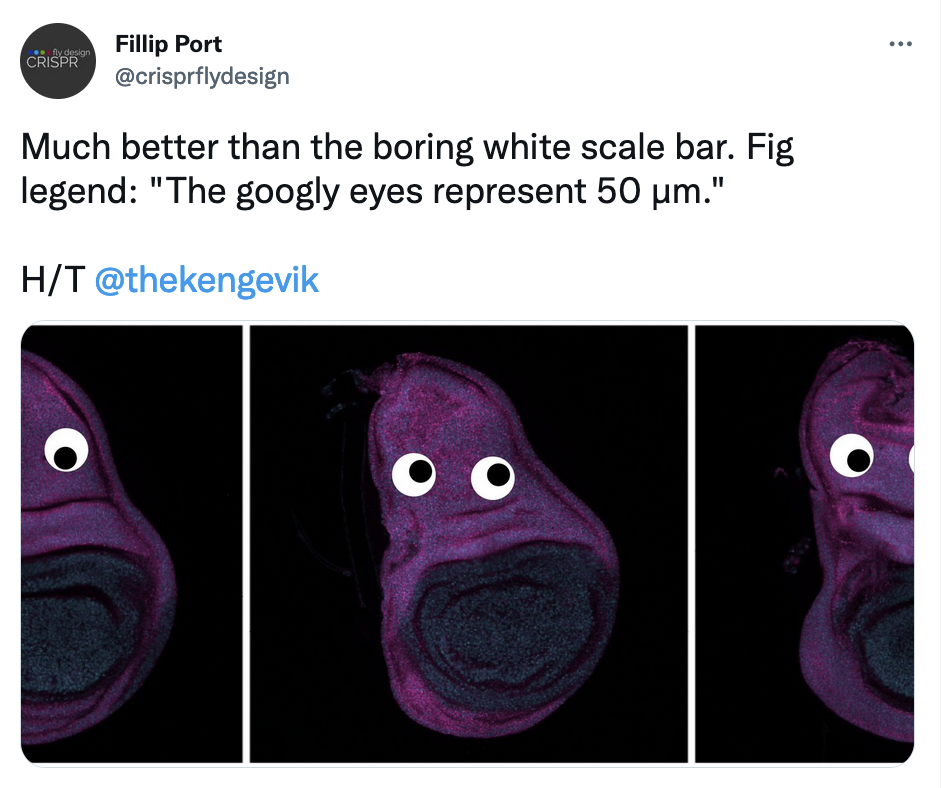 fly design
CRISPR
Fillip Port
@crisprflydesign
Much better than the boring white scale bar. Fig
legend: "The googly eyes represent 50 µm."
H/T @thekengevik